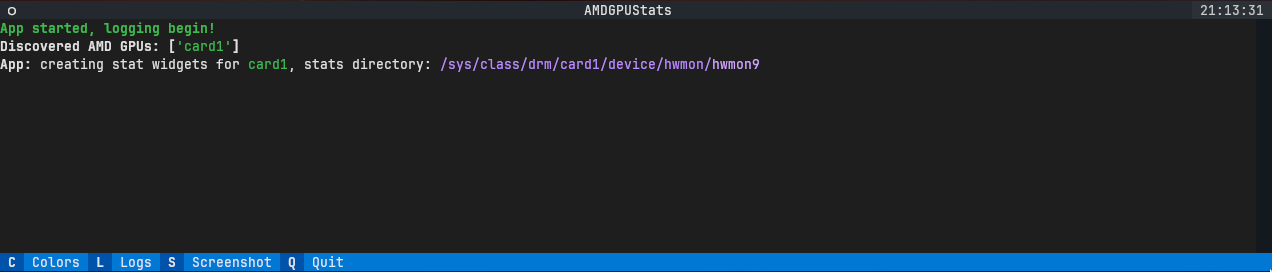 AMDGPUStats 21:13:31
App started, logging begin!
Discovered AMD GPUs: ['card1']
App: creating stat widgets for card1, stats directory: /sys/class/drm/card1/device/hwmon/hwmon9
C Colors L Logs S Screenshot Q Quit